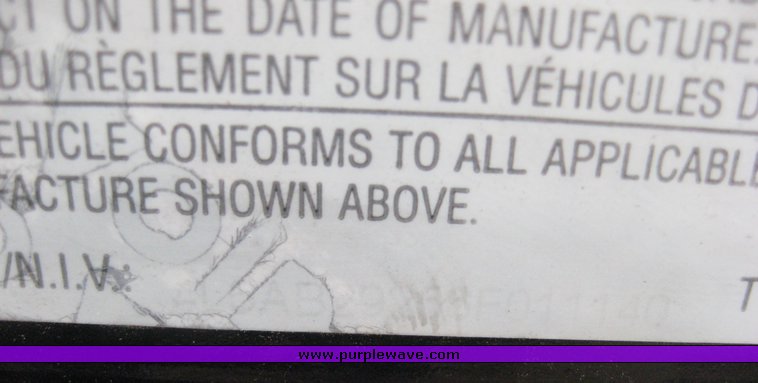 CT ON THE DATE OF MANUFACTURE.
DU RÈGLEMENT SUR LA VÉHICULES D
EHICLE CONFORMS TO ALL APPLICABLE
FACTURE SHOWN ABOVE.
/N.I.V.:
T
www.purplewave.com